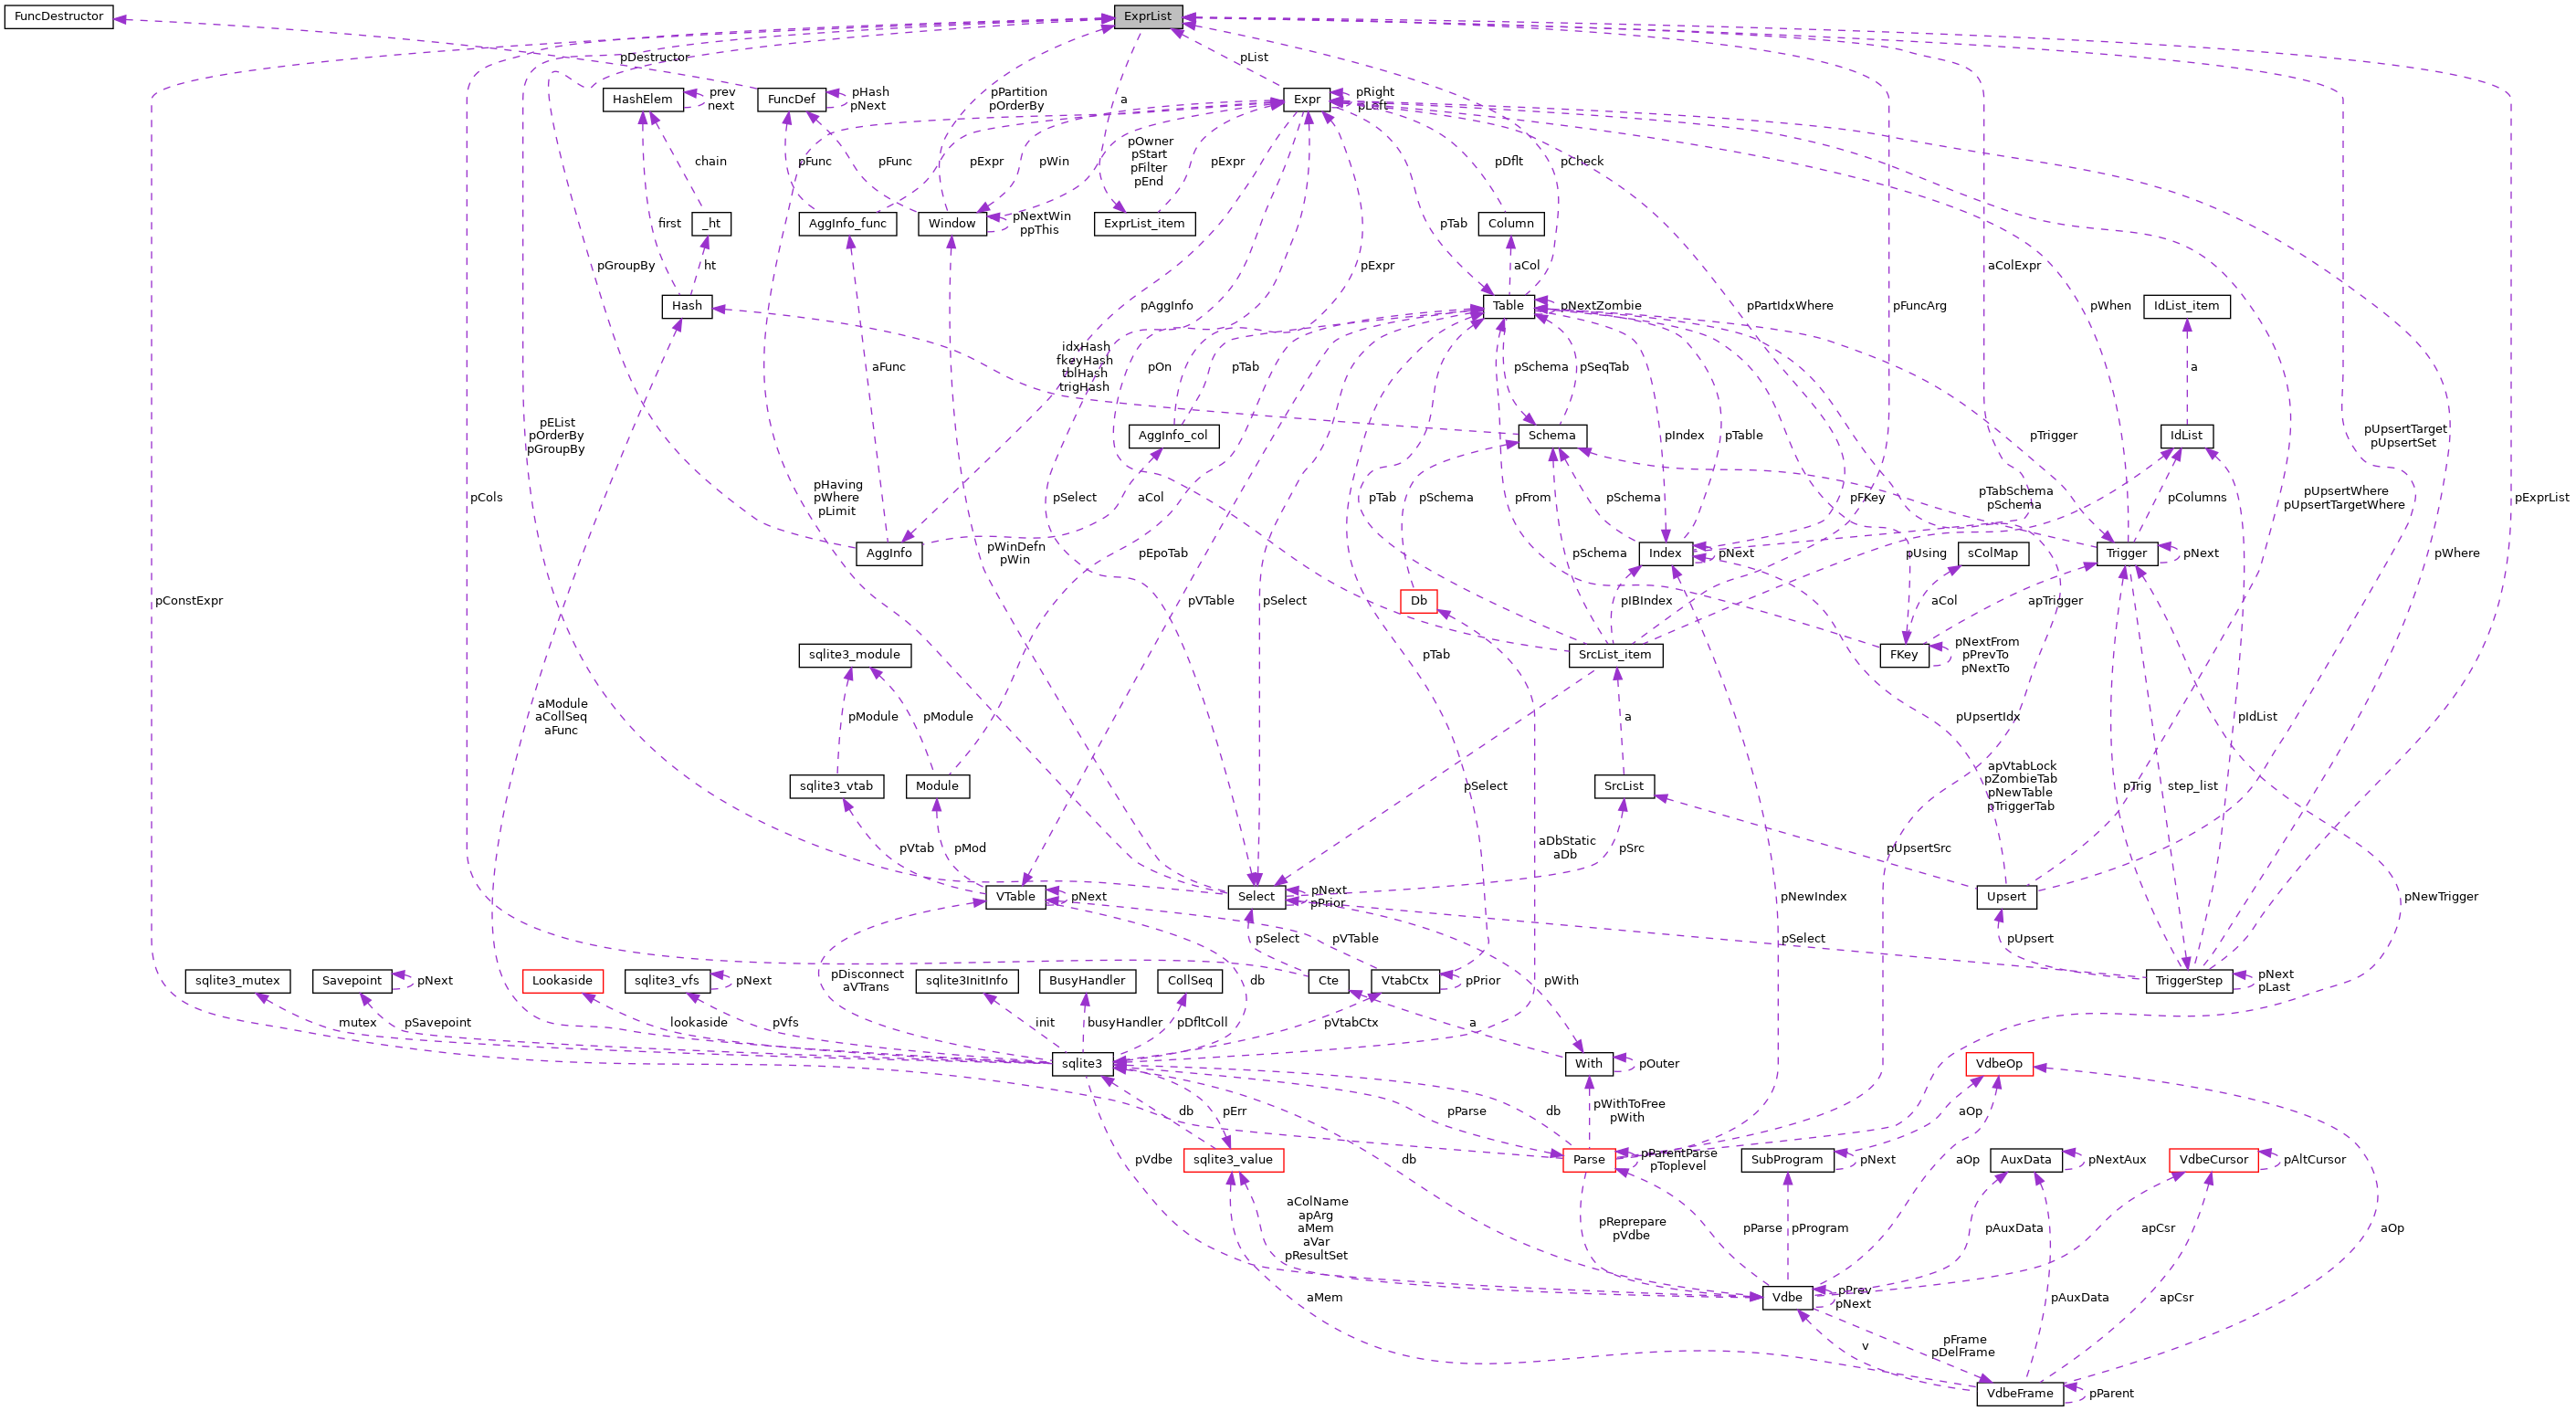 FuncDestructor
ExprList
pDestructor
pList
HashElem
prev
next
FuncDef
pHash
pNext
pPartition
pOrderBy
a
Expr
pRight
pLeft
chain
pFunc
pFunc
pExpr
pWin
pOwner
pStart
pFilter
pEnd
pExpr
pDflt
pCheck
first
_ht
AggInfo_func
Window
pNextWin
ppThis
ExprList_item
pTab
Column
pGroupBy
ht
pExpr
aCol
aColExpr
Hash
pAggInfo
Table
pNextZombie
pPartIdxWhere
pFuncArg
pWhen
IdList_item
idxHash
fkeyHash
tblHash
trigHash
aFunc
pOn
pTab
pSchema
pSeqTab
a
pEList
pOrderBy
pGroupBy
AggInfo_col
Schema
pIndex
pTable
pTrigger
IdList
pUpsertTarget
pUpsertSet
pCols
pHaving
pWhere
pLimit
pSelect
aCol
pTab
pSchema
pFrom
pSchema
pFKey
pTabSchema
pSchema
pColumns
pUpsertWhere
pUpsertTargetWhere
pExprList
AggInfo
pWinDefn
pWin
pEpoTab
pSchema
Index
pNext
pUsing
sColMap
Trigger
pNext
pWhere
pConstExpr
pVTable
pSelect
Db
pIBIndex
aCol
apTrigger
sqlite3_module
pTab
SrcList_item
FKey
pNextFrom
pPrevTo
pNextTo
aModule
aCollSeq
aFunc
pModule
pModule
a
pUpsertIdx
pIdList
sqlite3_vtab
Module
pSelect
SrcList
apVtabLock
pZombieTab
pNewTable
pTriggerTab
pTrig
step_list
pVtab
pMod
aDbStatic
aDb
pSrc
pUpsertSrc
VTable
pNext
Select
pNext
pPrior
pNewIndex
Upsert
pNewTrigger
pSelect
pVTable
pSelect
pUpsert
sqlite3_mutex
Savepoint
pNext
Lookaside
sqlite3_vfs
pNext
pDisconnect
aVTrans
sqlite3InitInfo
BusyHandler
CollSeq
db
Cte
VtabCtx
pPrior
pWith
TriggerStep
pNext
pLast
mutex
pSavepoint
lookaside
pVfs
init
busyHandler
pDfltColl
pVtabCtx
a
sqlite3
With
pOuter
VdbeOp
db
pErr
pParse
db
pWithToFree
pWith
aOp
pVdbe
sqlite3_value
db
Parse
pParentParse
pToplevel
SubProgram
pNext
aOp
AuxData
pNextAux
VdbeCursor
pAltCursor
aColName
apArg
aMem
aVar
pResultSet
pReprepare
pVdbe
pParse
pProgram
pAuxData
apCsr
aOp
aMem
Vdbe
pPrev
pNext
pAuxData
apCsr
v
pFrame
pDelFrame
VdbeFrame
pParent